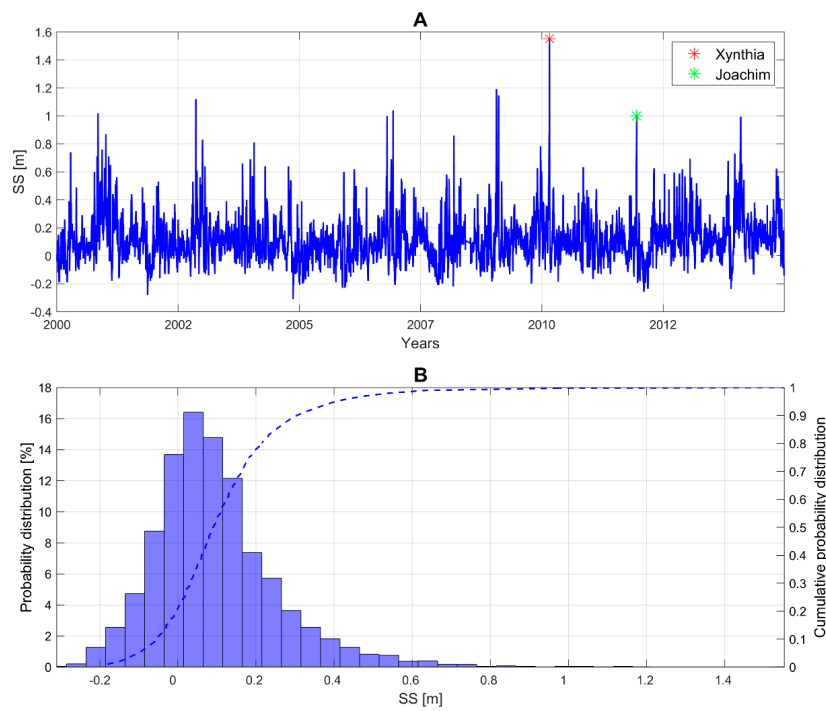 A
1.6
1.4
1.2
1
0.8
0.6
0.4
0.2
0
-0.2
-0.4
SS [m]
Xynthia
Joachim
2000 2002 2005 2007 2010 2012
Years
B
18
16
14
12
10
8
6
4
2
0
Probability distribution [%]
1
0.9
0.8
0.7
0.6
0.5
0.4
0.3
0.2
0.1
0
Cumulative probability distribution
-0.2 0 0.2 0.4 0.6 0.8 1 1.2 1.4
SS [m]